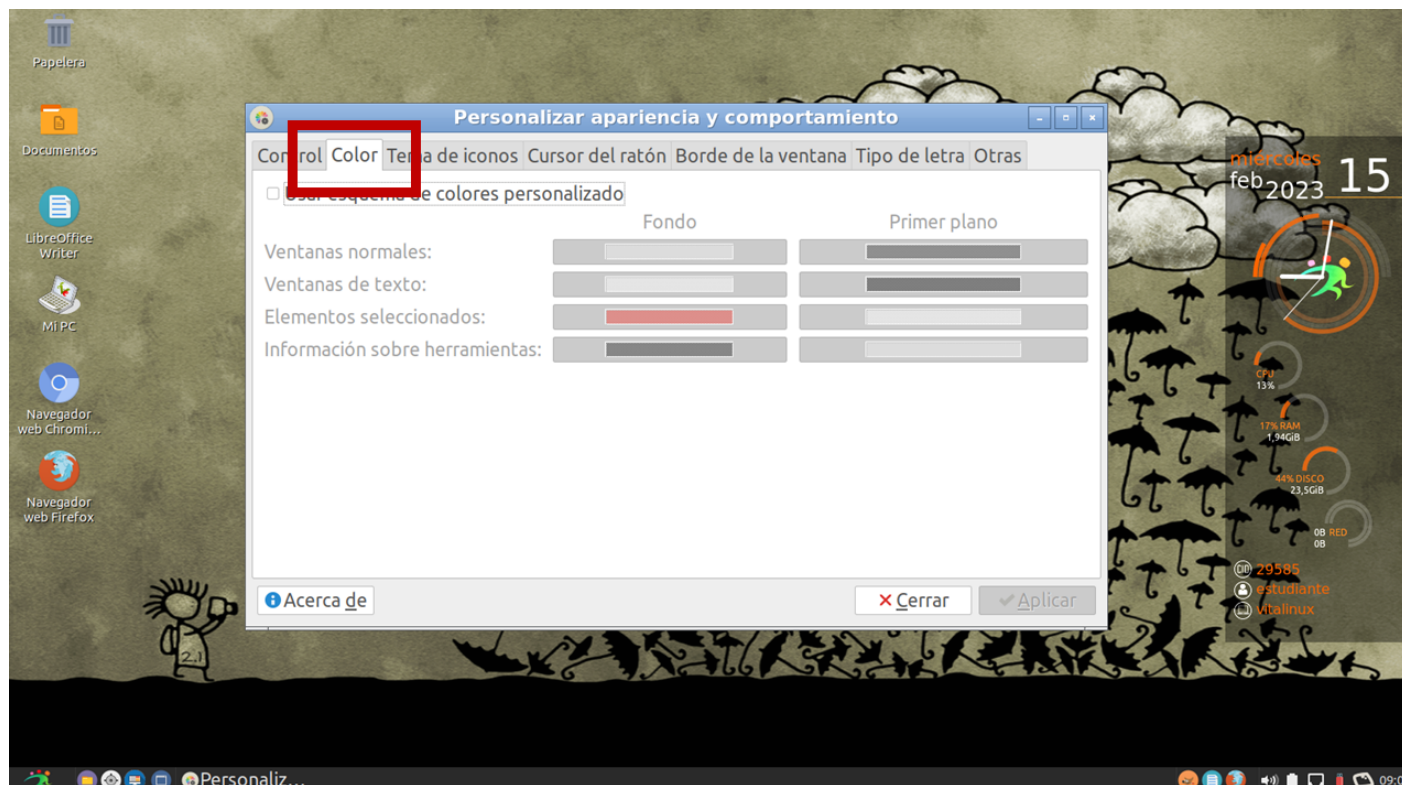 Papelera
Documentos
LibreOffice
Writer
Mi PC
Navegador
web Chromi...
Navegador
web Firefox
Personalizar apariencia y comportamiento
Control Color Tema de iconos Cursor del ratón Borde de la ventana Tipo de letra Otras
Usar esquema de colores personalizado
Fondo Primer plano
Ventanas normales:
Ventanas de texto:
Elementos seleccionados:
Información sobre herramientas:
Acerca de Cerrar Aplicar
miércoles
feb 2023 15
CPU
13%
17% RAM
1,94GiB
44% DISCO
23,5GiB
0B RED
0B
29585
estudiante
vitalinux
2.1
Personaliz...